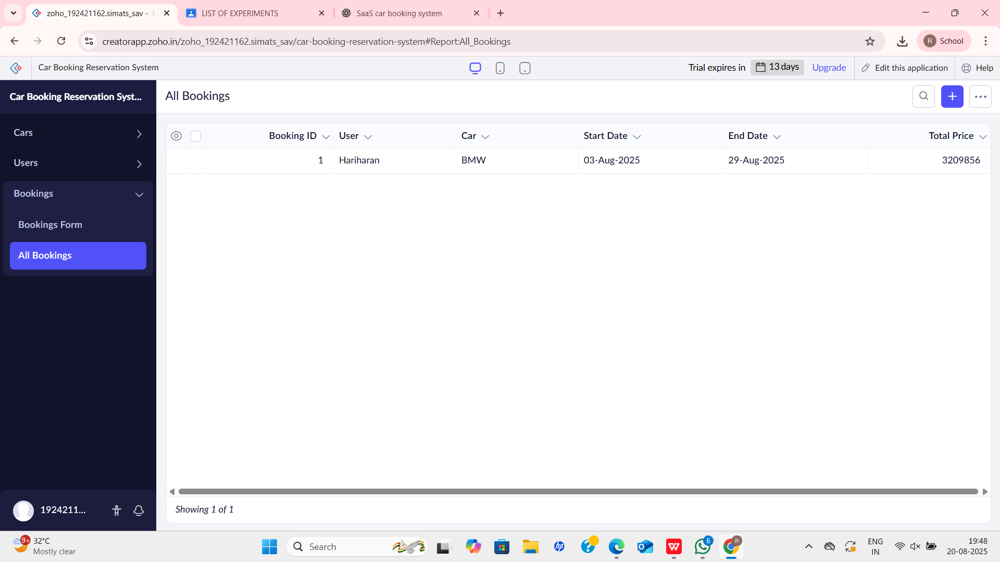 zoho_192421162.simats_sav -
LIST OF EXPERIMENTS
SaaS car booking system
creatorapp.zoho.in/zoho_192421162.simats_sav/car-booking-reservation-system#Report:All_Bookings
R School
Car Booking Reservation System
Trial expires in 13 days Upgrade
Edit this application
Help
Car Booking Reservation Syst...
All Bookings
Cars
Users
Bookings
Bookings Form
All Bookings
Booking ID User Car Start Date End Date Total Price
1 Hariharan BMW 03-Aug-2025 29-Aug-2025 3209856
Showing 1 of 1
1924211...
9+
32°C
Mostly clear
Search
hp
6
R
ENG
IN
19:48
20-08-2025